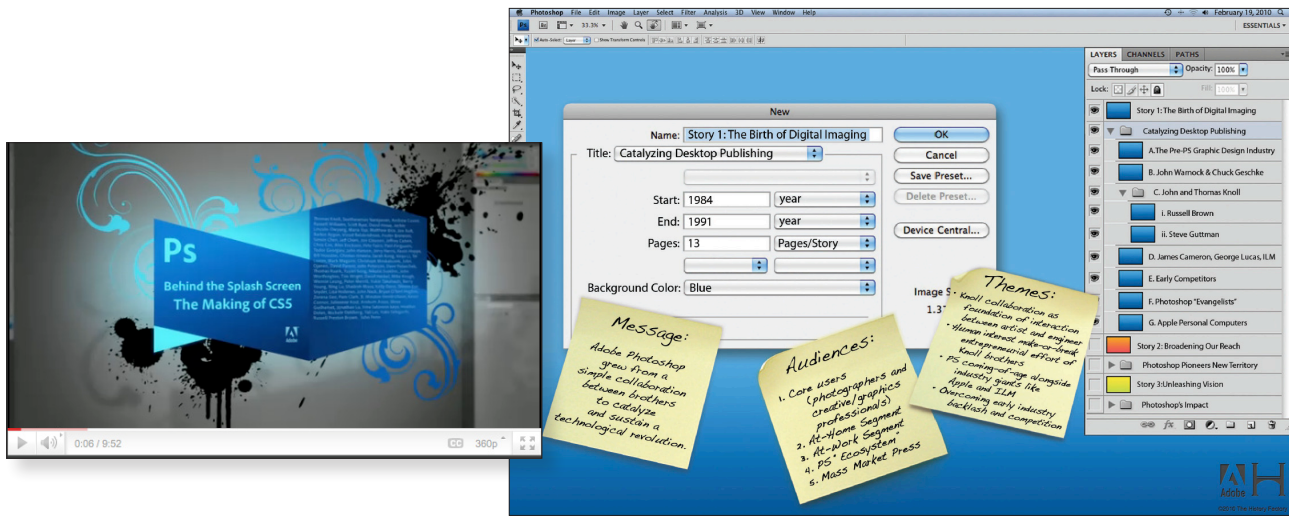 Ps
Behind the Splash Screen
The Making of CS5
Adobe
0:06 / 9:52
CC
360p
Photoshop File Edit Image Layer Select Filter Analysis 3D View Window Help
February 19, 2010
Ps
Br
33.3%
ESSENTIALS
Auto-Select: Layer
Show Transform Controls
New
Name: Story 1: The Birth of Digital Imaging
Title: Catalyzing Desktop Publishing
Start: 1984 year
End: 1991 year
Pages: 13 Pages/Story
Background Color: Blue
OK
Cancel
Save Preset...
Delete Preset...
Device Central...
Image S
Message:
Adobe Photoshop
grew from a
simple collaboration
between brothers
to catalyze
and sustain a
technological revolution.
Audiences:
1. Core users
(photographers and
creative/graphics
professionals)
2. At-Home Segment
3. At-Work Segment
4. PS "Ecosystem"
5. Mass Market Press
Themes:
• Knoll collaboration as
foundation of interaction
between artist and engineer
• Human interest make-or-break
entrepreneurial effort of
Knoll brothers
• PS coming-of-age alongside
industry giants like
Apple and ILM
• Overcoming early industry
backlash and competition
LAYERS CHANNELS PATHS
Pass Through Opacity: 100%
Lock: Fill: 100%
Story 1: The Birth of Digital Imaging
Catalyzing Desktop Publishing
A.The Pre-PS Graphic Design Industry
B. John Warnock & Chuck Geschke
C. John and Thomas Knoll
i. Russell Brown
ii. Steve Guttman
D. James Cameron, George Lucas, ILM
E. Early Competitors
F. Photoshop "Evangelists"
G. Apple Personal Computers
Story 2: Broadening Our Reach
Photoshop Pioneers New Territory
Story 3:Unleashing Vision
Photoshop's Impact
fx
Adobe